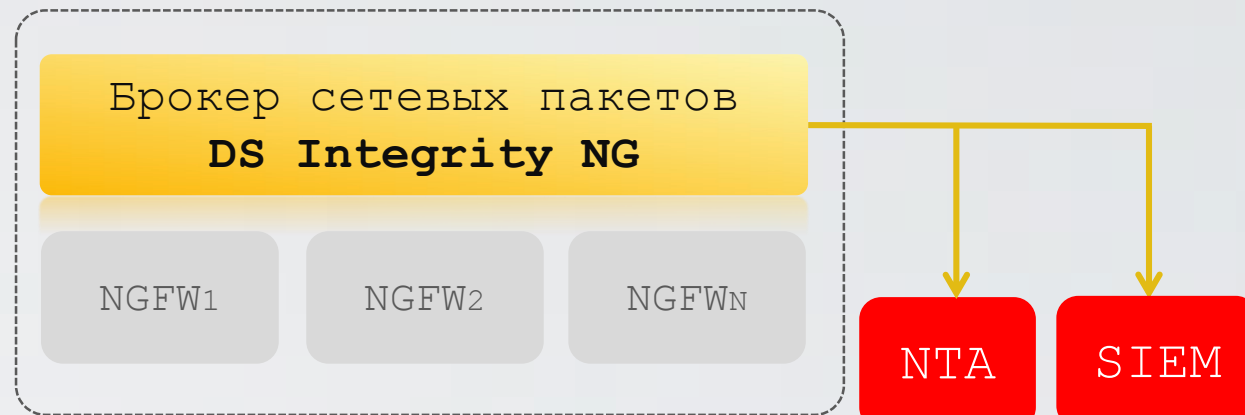 Брокер сетевых пакетов
DS Integrity NG
NGFW1 NGFW2 NGFWN
NTA SIEM